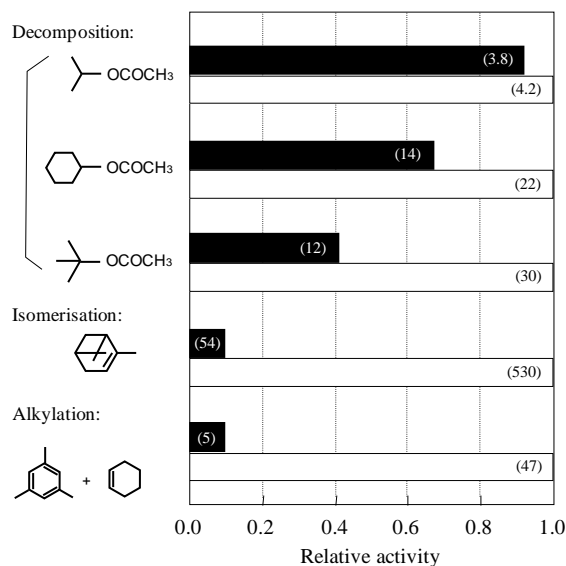 Decomposition:
OCOCH3
(3.8)
(4.2)
OCOCH3
(14)
(22)
OCOCH3
(12)
(30)
Isomerisation:
(54)
(530)
Alkylation:
+
(5)
(47)
0.0 0.2 0.4 0.6 0.8 1.0
Relative activity